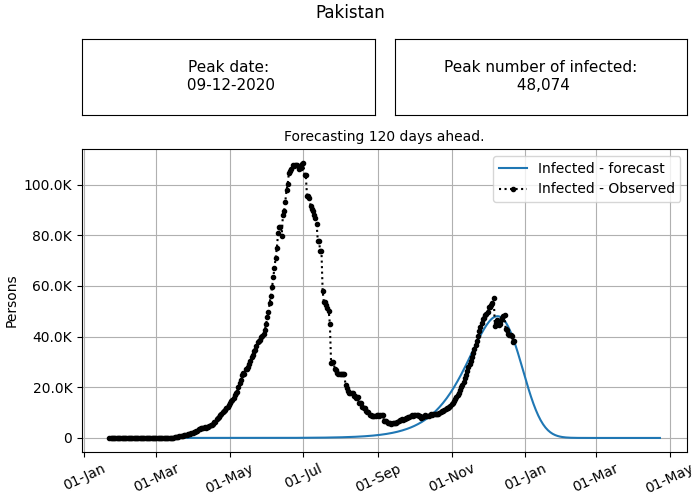 Pakistan
Peak date:
09-12-2020
Peak number of infected:
48,074
Forecasting 120 days ahead.
Infected - forecast
Infected - Observed
100.0K
80.0K
60.0K
40.0K
20.0K
0
Persons
01-Jan
01-Mar
01-May
01-Jul
01-Sep
01-Nov
01-Jan
01-Mar
01-May